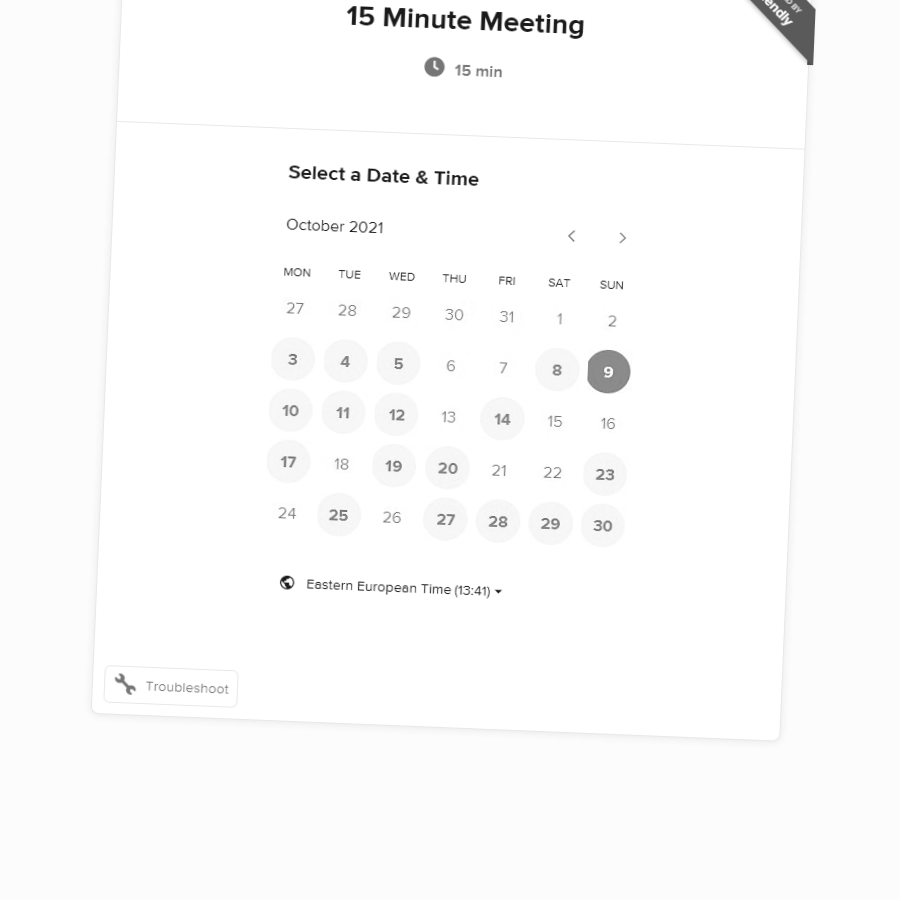 15 Minute Meeting
15 min
Select a Date & Time
October 2021
MON TUE WED THU FRI SAT SUN
27 28 29 30 31 1 2
3 4 5 6 7 8 9
10 11 12 13 14 15 16
17 18 19 20 21 22 23
24 25 26 27 28 29 30
Eastern European Time (13:41)
Troubleshoot